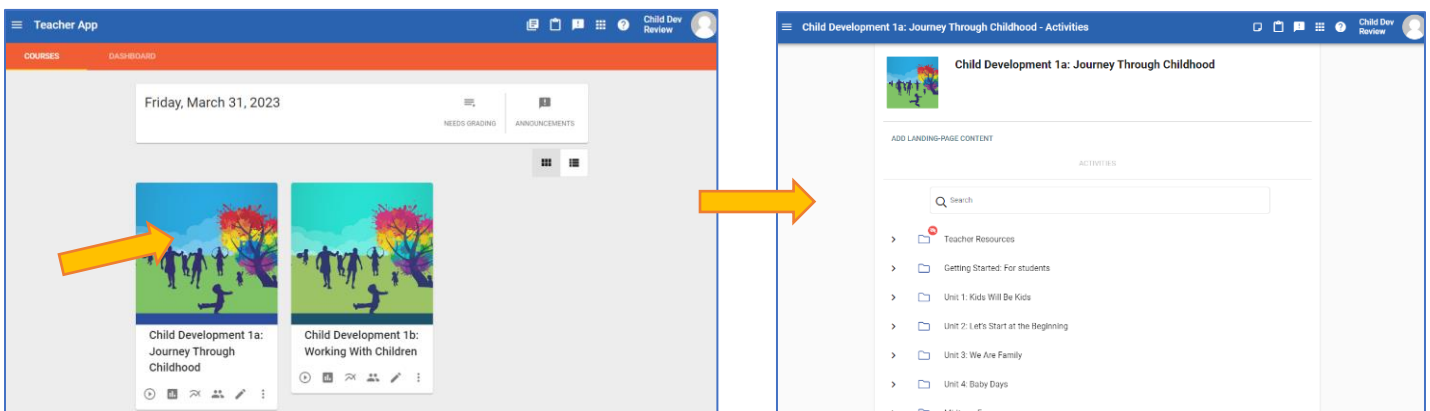 Teacher App
Child Dev
Review
COURSES
DASHBOARD
Friday, March 31, 2023
NEEDS GRADING
ANNOUNCEMENTS
Child Development 1a:
Journey Through
Childhood
Child Development 1b:
Working With Children
Child Development 1a: Journey Through Childhood - Activities
Child Dev
Review
Child Development 1a: Journey Through Childhood
ADD LANDING-PAGE CONTENT
ACTIVITIES
Search
Teacher Resources
Getting Started: For students
Unit 1: Kids Will Be Kids
Unit 2: Let's Start at the Beginning
Unit 3: We Are Family
Unit 4: Baby Days